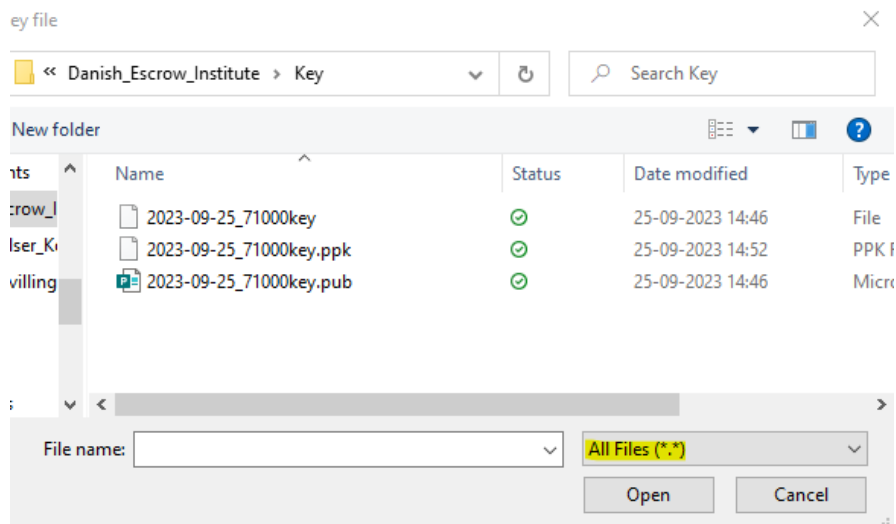 ey file
« Danish_Escrow_Institute > Key
Search Key
New folder
Name Status Date modified Type
2023-09-25_71000key 25-09-2023 14:46 File
2023-09-25_71000key.ppk 25-09-2023 14:52 PPK F
2023-09-25_71000key.pub 25-09-2023 14:46 Micro
nts
crow_I
villing
File name:
All Files (*.*)
Open Cancel